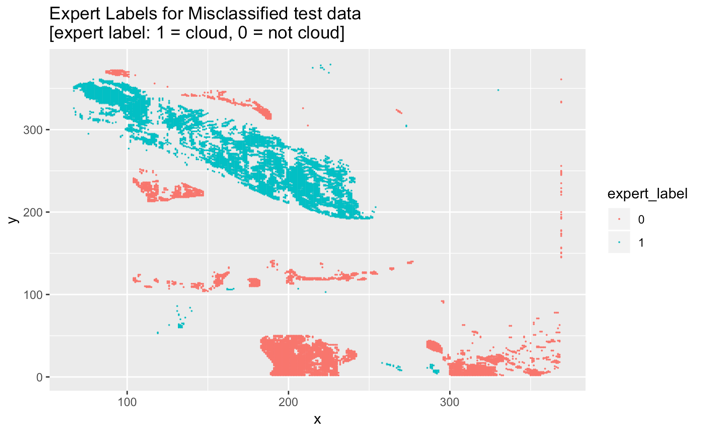 Expert Labels for Misclassified test data
[expert label: 1 = cloud, 0 = not cloud]
300
200
100
0
y
100
200
300
x
expert_label
0
1